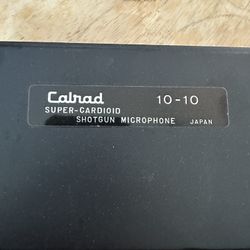 Calrad 10-10
SUPER-CARDIOID
SHOTGUN MICROPHONE JAPAN